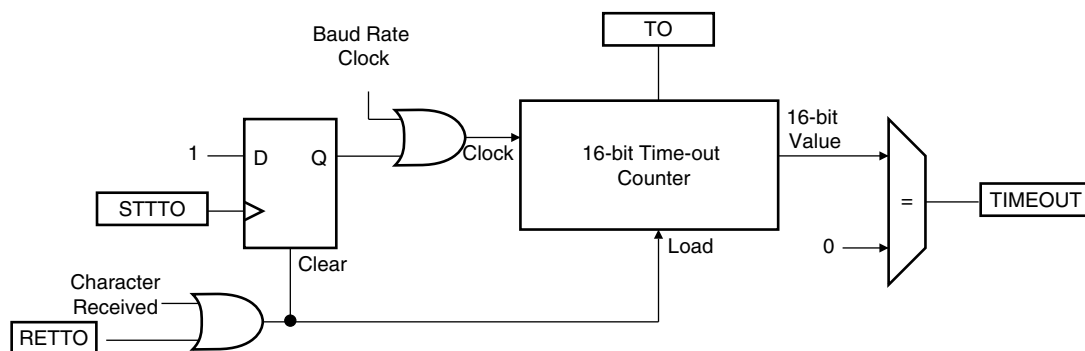 TO
Baud Rate
Clock
16-bit
Value
1
D
Q
Clock
16-bit Time-out
Counter
STTTO
=
TIMEOUT
Clear
Load
0
Character
Received
RETTO